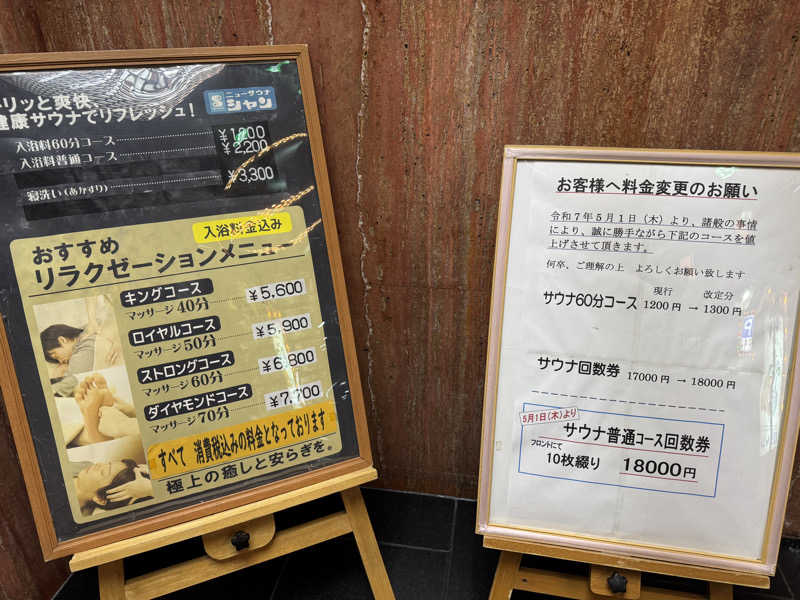 リッと爽快、
健康サウナでリフレッシュ!
ニューサウナ
ジャン
入浴料60分コース ¥1200
入浴料普通コース ¥2,200
寝洗い(あかすり) ¥3,300
入浴料金込み
おすすめ
リラクゼーションメニュー
キングコース
マッサージ40分 ¥5,600
ロイヤルコース
マッサージ50分 ¥5,900
ストロングコース
マッサージ60分 ¥6,800
ダイヤモンドコース
マッサージ70分 ¥7,700
すべて 消費税込みの料金となっております
極上の癒しと安らぎを。
お客様へ料金変更のお願い
令和7年5月1日(木)より、諸般の事情
により、誠に勝手ながら下記のコースを値
上げさせて頂きます。
何卒、ご理解の上 よろしくお願い致します
現行 改定分
サウナ60分コース 1200円 → 1300円
サウナ回数券 17000円 → 18000円
5月1日(木)より
サウナ普通コース回数券
フロントにて
10枚綴り 18000円